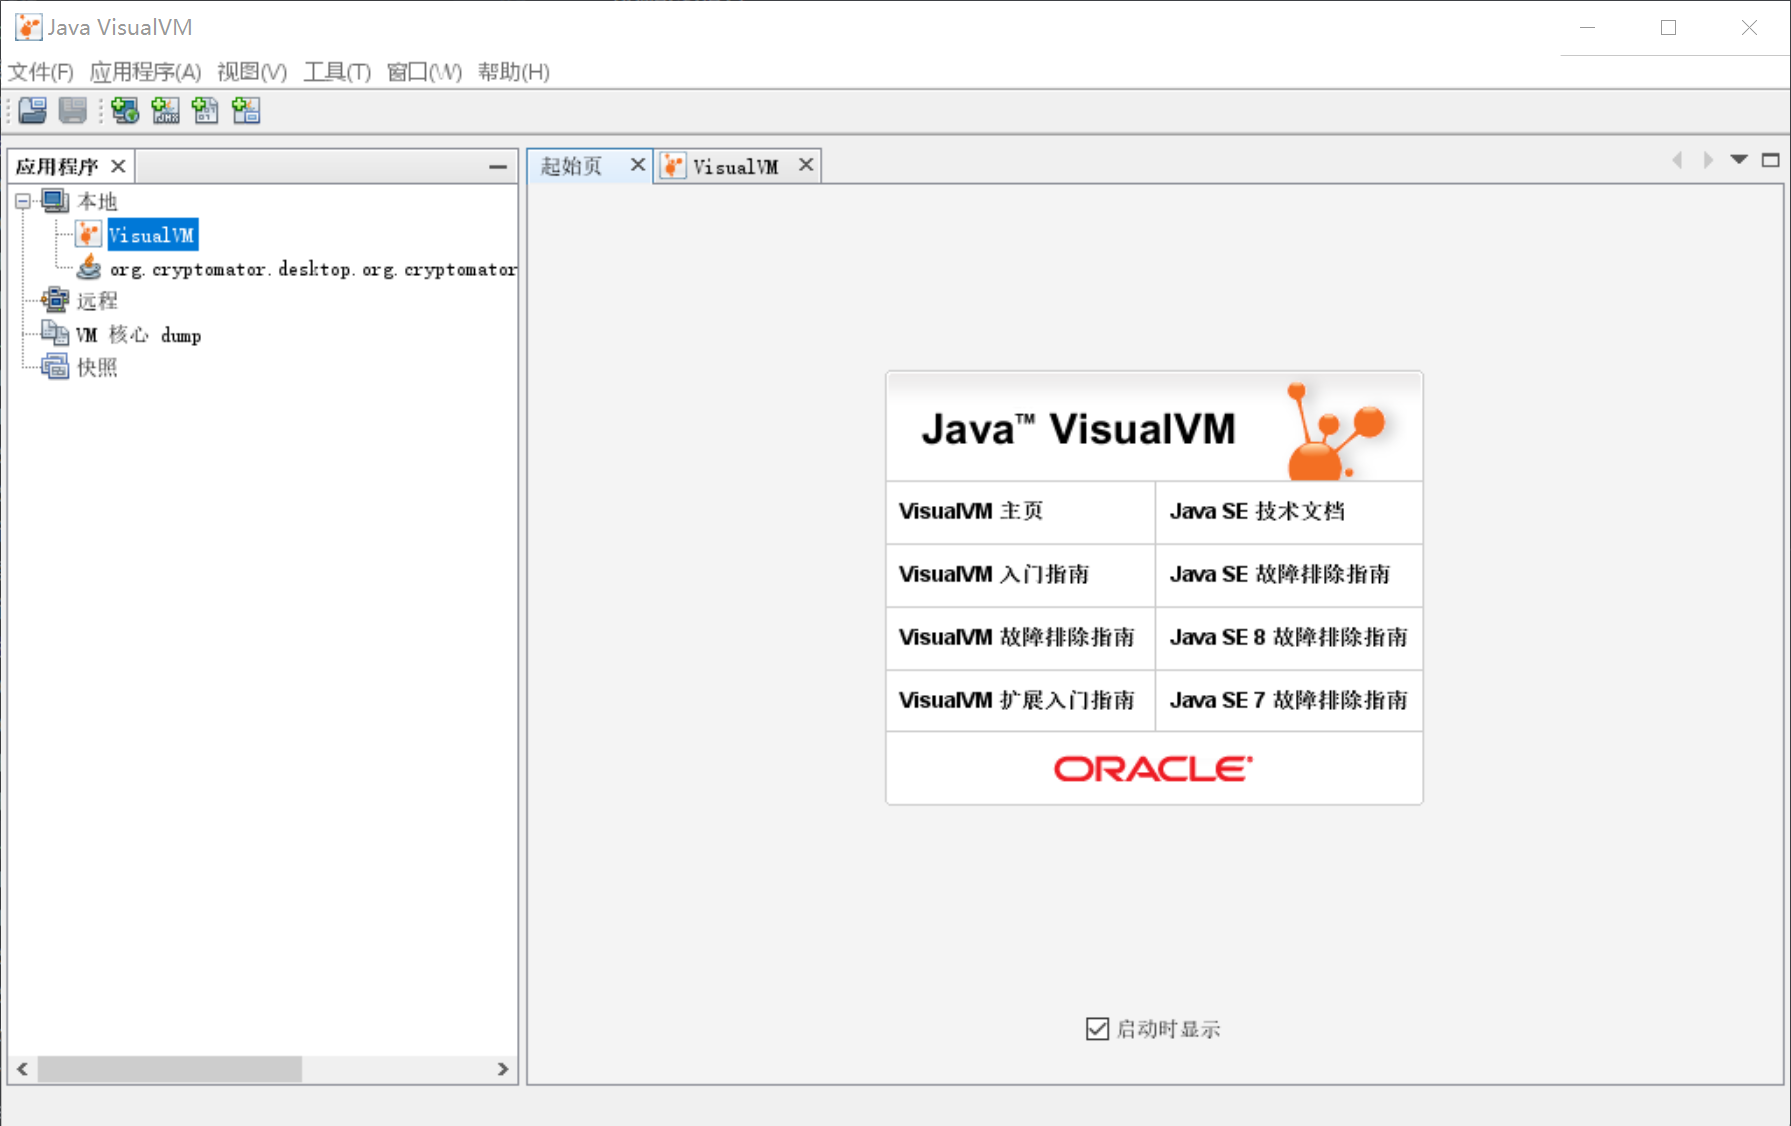 Java VisualVM
文件(F) 应用程序(A) 视图(V) 工具(T) 窗口(W) 帮助(H)
应用程序
起始页 VisualVM
本地
VisualVM
org.cryptomator.desktop.org.cryptomator
远程
VM 核心 dump
快照
Java™ VisualVM
VisualVM 主页 Java SE 技术文档
VisualVM 入门指南 Java SE 故障排除指南
VisualVM 故障排除指南 Java SE 8 故障排除指南
VisualVM 扩展入门指南 Java SE 7 故障排除指南
ORACLE
启动时显示